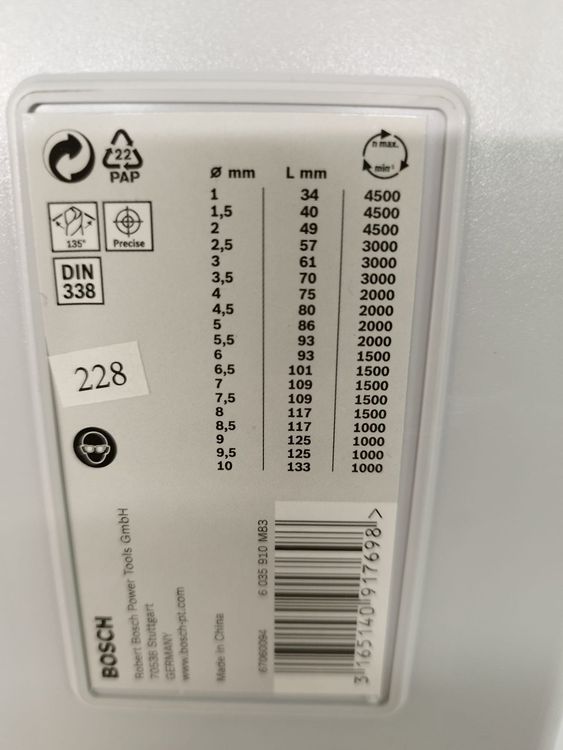 22
PAP
135°
Precise
DIN
338
228
Ø mm L mm n max. min⁻¹
1 34 4500
1,5 40 4500
2 49 4500
2,5 57 3000
3 61 3000
3,5 70 3000
4 75 2000
4,5 80 2000
5 86 2000
5,5 93 2000
6 93 1500
6,5 101 1500
7 109 1500
7,5 109 1500
8 117 1500
8,5 117 1000
9 125 1000
9,5 125 1000
10 133 1000
BOSCH
Robert Bosch Power Tools GmbH
70538 Stuttgart
GERMANY
www.bosch-pt.com
Made in China
67060094
6 035 910 MB3
3 165140 917698 >